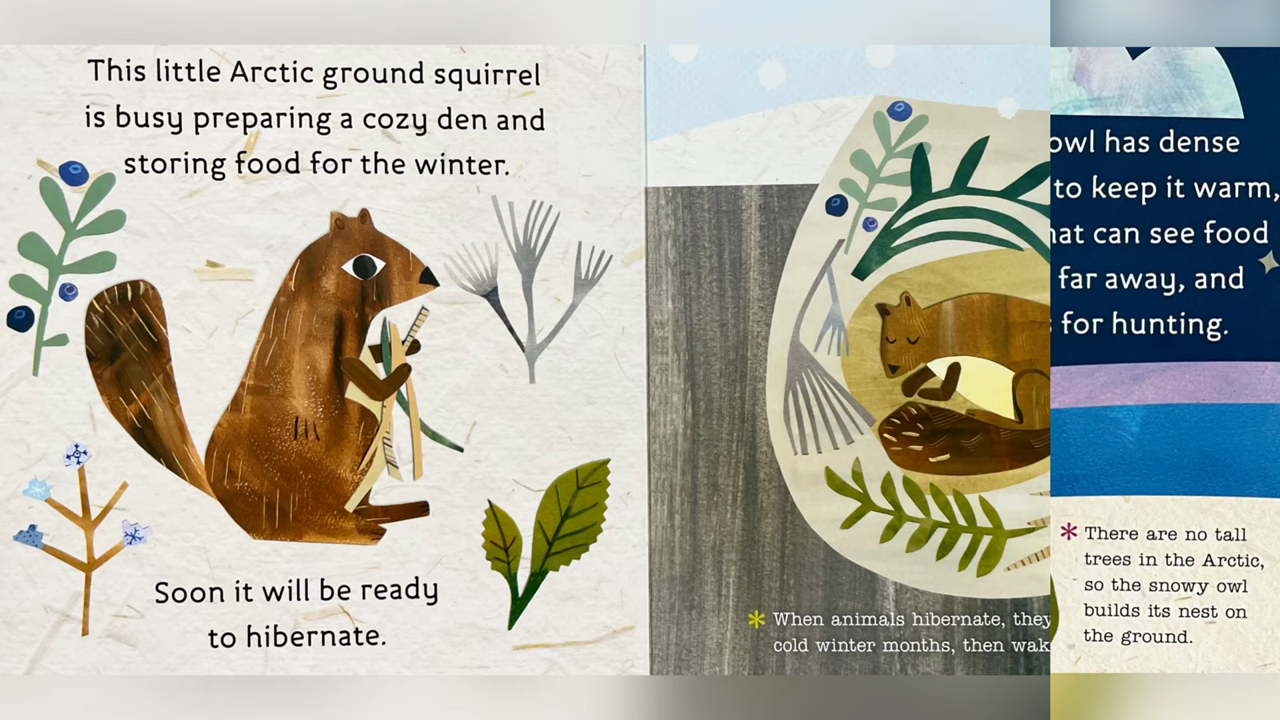 This little Arctic ground squirrel
is busy preparing a cozy den and
storing food for the winter.
Soon it will be ready
to hibernate.
* When animals hibernate, they
cold winter months, then wak
owl has dense
to keep it warm,
hat can see food
far away, and
for hunting.
* There are no tall
trees in the Arctic,
so the snowy owl
builds its nest on
the ground.